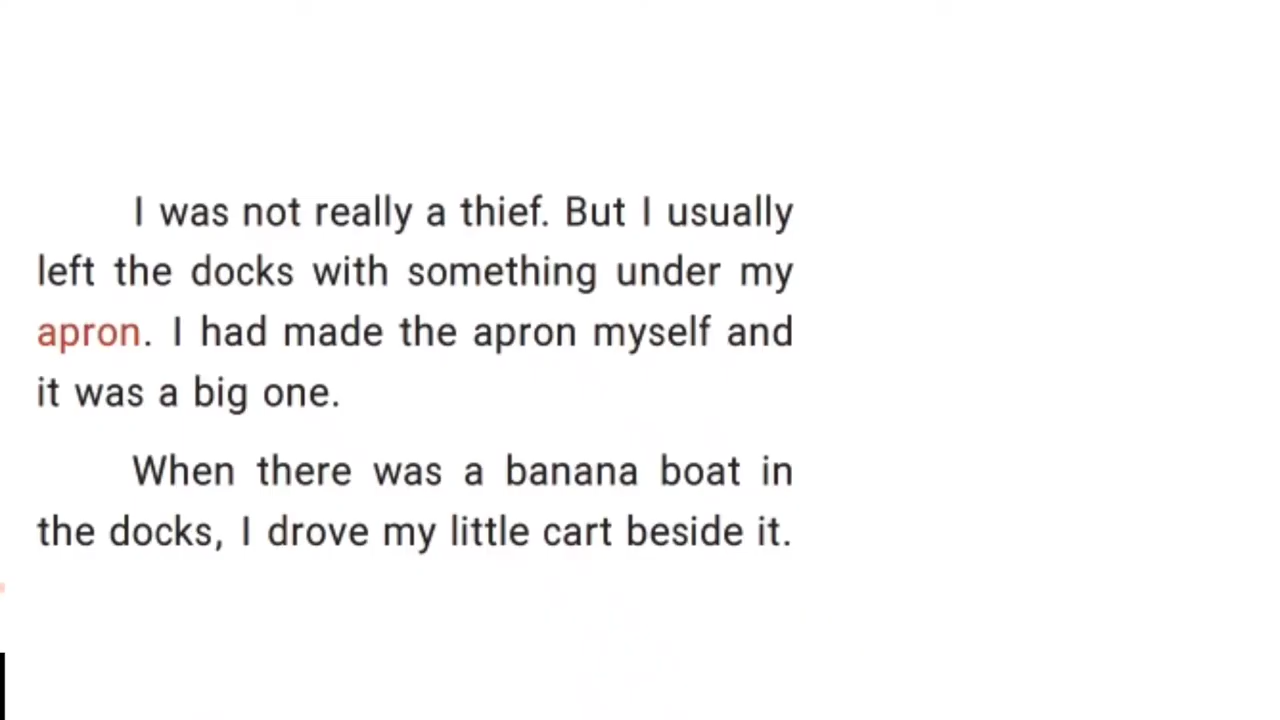 I was not really a thief. But I usually
left the docks with something under my
apron. I had made the apron myself and
it was a big one.
When there was a banana boat in
the docks, I drove my little cart beside it.